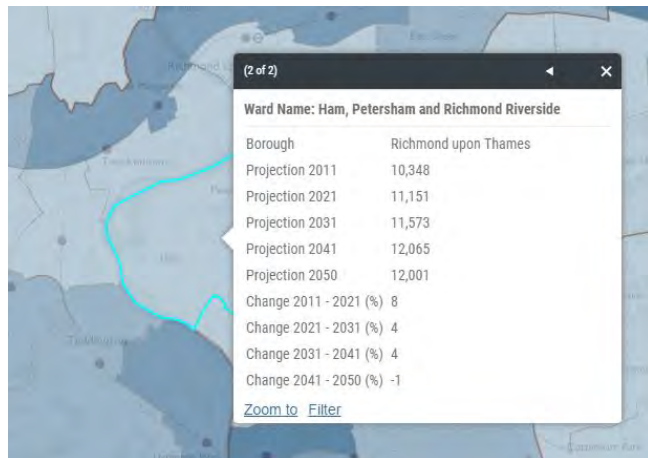 (2 of 2)
Ward Name: Ham, Petersham and Richmond Riverside
Borough Richmond upon Thames
Projection 2011 10,348
Projection 2021 11,151
Projection 2031 11,573
Projection 2041 12,065
Projection 2050 12,001
Change 2011 - 2021 (%) 8
Change 2021 - 2031 (%) 4
Change 2031 - 2041 (%) 4
Change 2041 - 2050 (%) -1
Zoom to Filter
Teddington